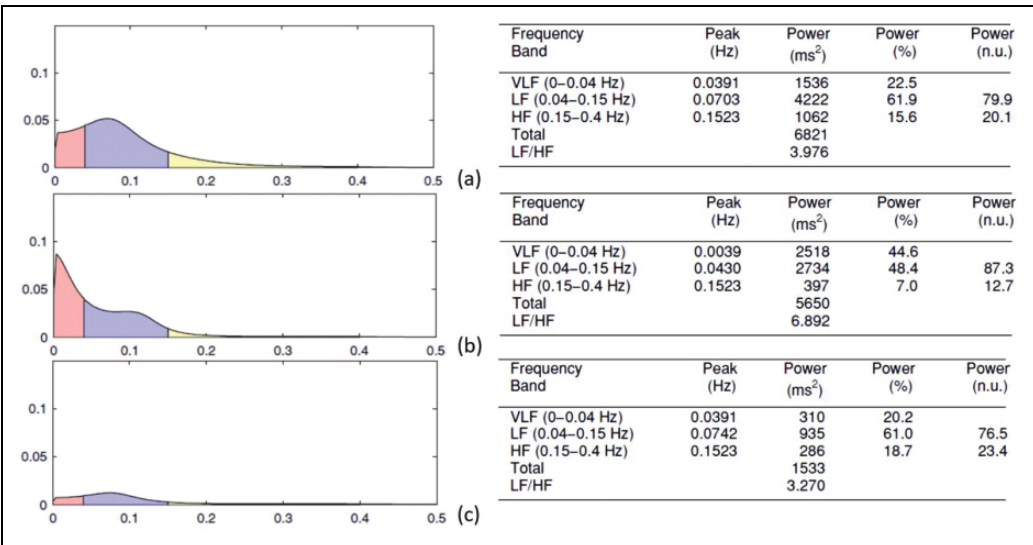 0.1
0.05
0
0 0.1 0.2 0.3 0.4 0.5
(a)
Frequency Peak Power Power Power
Band (Hz) (ms²) (%) (n.u.)
VLF (0–0.04 Hz) 0.0391 1536 22.5
LF (0.04–0.15 Hz) 0.0703 4222 61.9 79.9
HF (0.15–0.4 Hz) 0.1523 1062 15.6 20.1
Total 6821
LF/HF 3.976
0.1
0.05
0
0 0.1 0.2 0.3 0.4 0.5
(b)
Frequency Peak Power Power Power
Band (Hz) (ms²) (%) (n.u.)
VLF (0–0.04 Hz) 0.0039 2518 44.6
LF (0.04–0.15 Hz) 0.0430 2734 48.4 87.3
HF (0.15–0.4 Hz) 0.1523 397 7.0 12.7
Total 5650
LF/HF 6.892
0.1
0.05
0
0 0.1 0.2 0.3 0.4 0.5
(c)
Frequency Peak Power Power Power
Band (Hz) (ms²) (%) (n.u.)
VLF (0–0.04 Hz) 0.0391 310 20.2
LF (0.04–0.15 Hz) 0.0742 935 61.0 76.5
HF (0.15–0.4 Hz) 0.1523 286 18.7 23.4
Total 1533
LF/HF 3.270